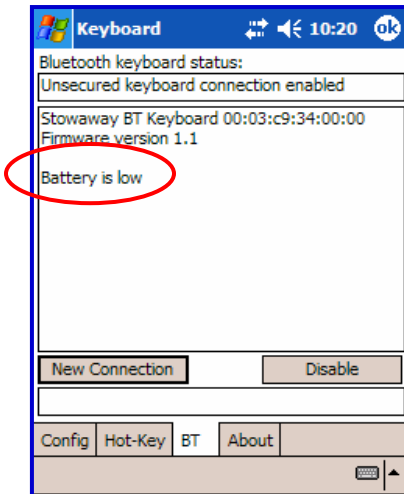 Keyboard 10:20 ok
Bluetooth keyboard status:
Unsecured keyboard connection enabled
Stowaway BT Keyboard 00:03:c9:34:00:00
Firmware version 1.1
Battery is low
New Connection Disable
Config Hot-Key BT About